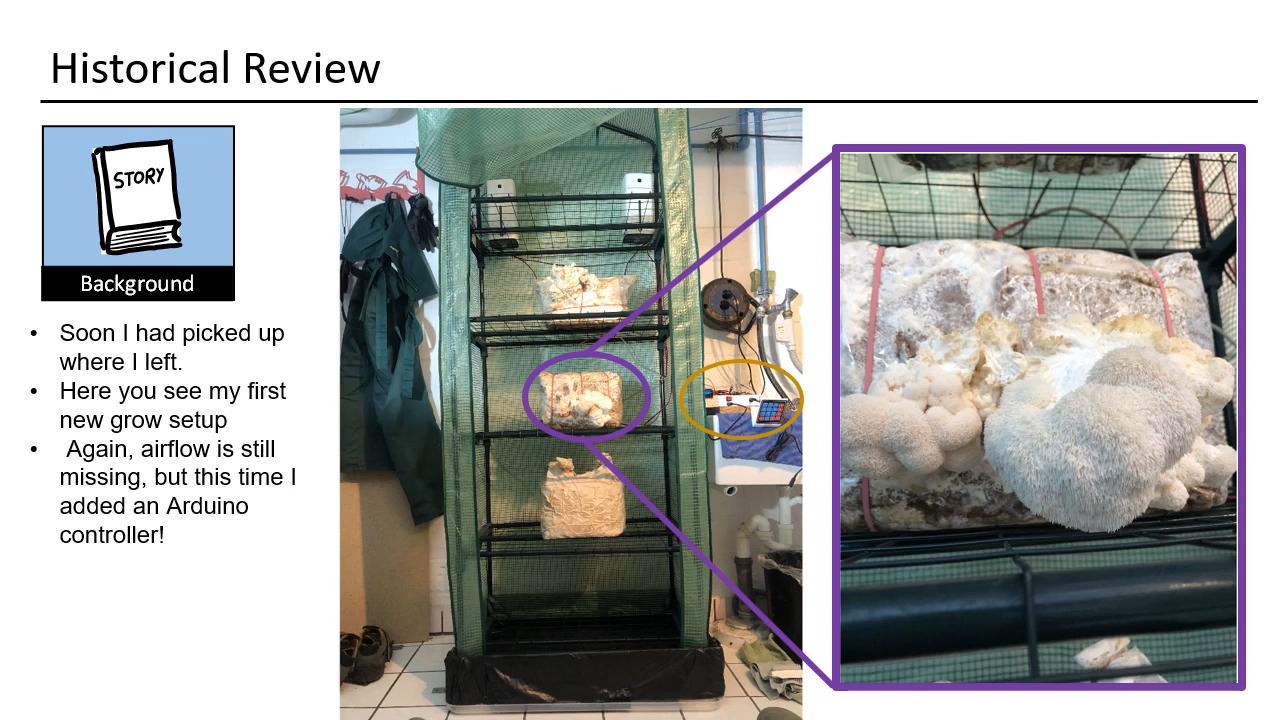 Historical Review
STORY
Background
• Soon I had picked up
where I left.
• Here you see my first
new grow setup
• Again, airflow is still
missing, but this time I
added an Arduino
controller!